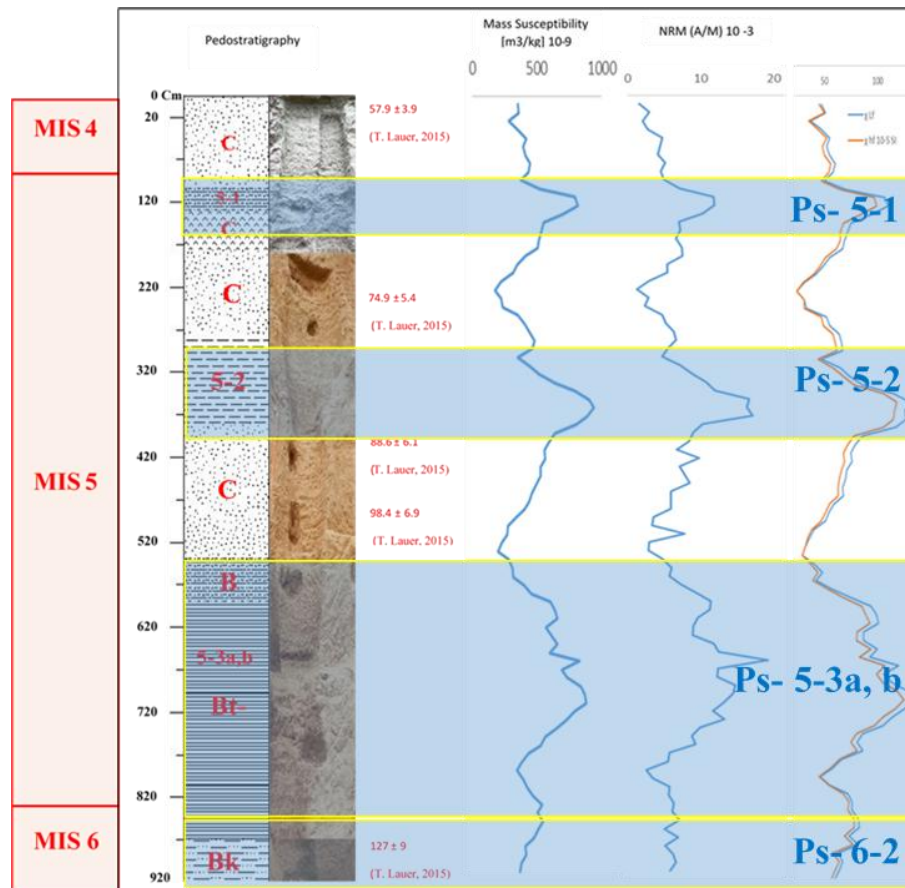 Pedostratigraphy
Mass Susceptibility
[m3/kg] 10-9
NRM (A/M) 10 -3
0 500 1000
0 10 20
50 100
MIS 4
MIS 5
MIS 6
0 Cm
20
120
220
320
420
520
620
720
820
920
C
5-1
C
C
5-2
C
B
5-3a,b
Bt-
Bk
57.9 ±3.9
(T. Lauer, 2015)
74.9 ± 5.4
(T. Lauer, 2015)
88.6 ± 6.1
(T. Lauer, 2015)
98.4 ± 6.9
(T. Lauer, 2015)
127 ± 9
(T. Lauer, 2015)
Ps- 5-1
Ps- 5-2
Ps- 5-3a, b
Ps- 6-2